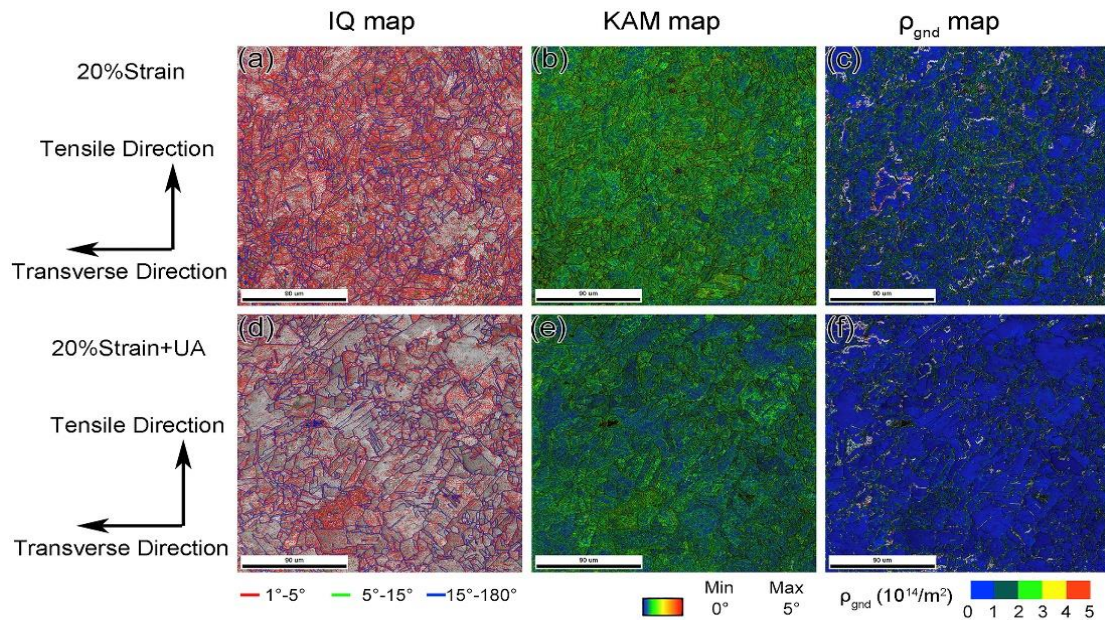 IQ map
KAM map
ρgnd map
20%Strain
Tensile Direction
Transverse Direction
(a)
(b)
(c)
90 um
90 um
90 um
20%Strain+UA
Tensile Direction
Transverse Direction
(d)
(e)
(f)
90 um
90 um
90 um
1°-5°
5°-15°
15°-180°
Min
0°
Max
5°
ρgnd (10¹⁴/m²)
0 1 2 3 4 5